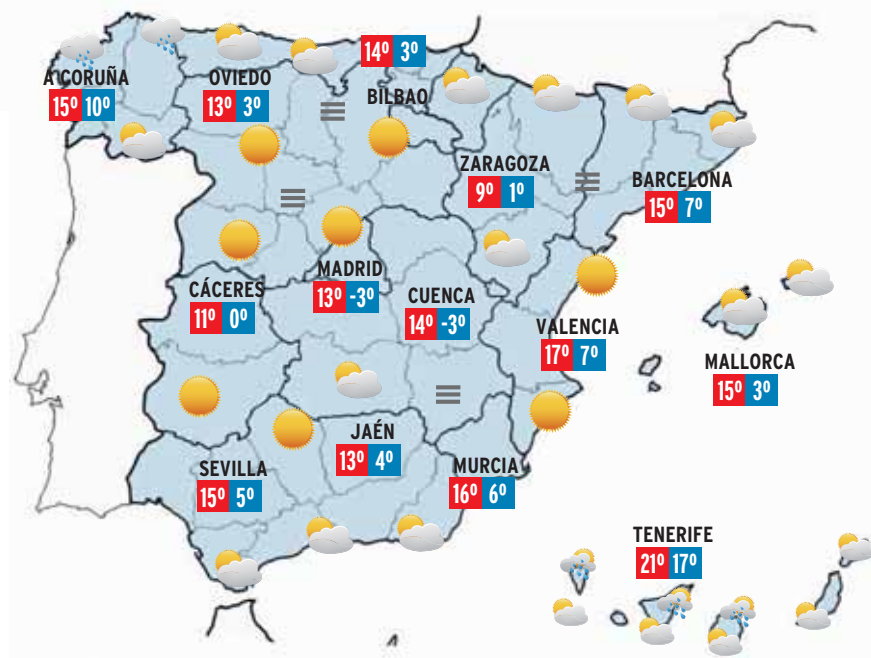 14º 3º
BILBAO
A CORUÑA
15º 10º
OVIEDO
13º 3º
ZARAGOZA
9º 1º
BARCELONA
15º 7º
MADRID
13º -3º
CÁCERES
11º 0º
CUENCA
14º -3º
VALENCIA
17º 7º
MALLORCA
15º 3º
JAÉN
13º 4º
SEVILLA
15º 5º
MURCIA
16º 6º
TENERIFE
21º 17º